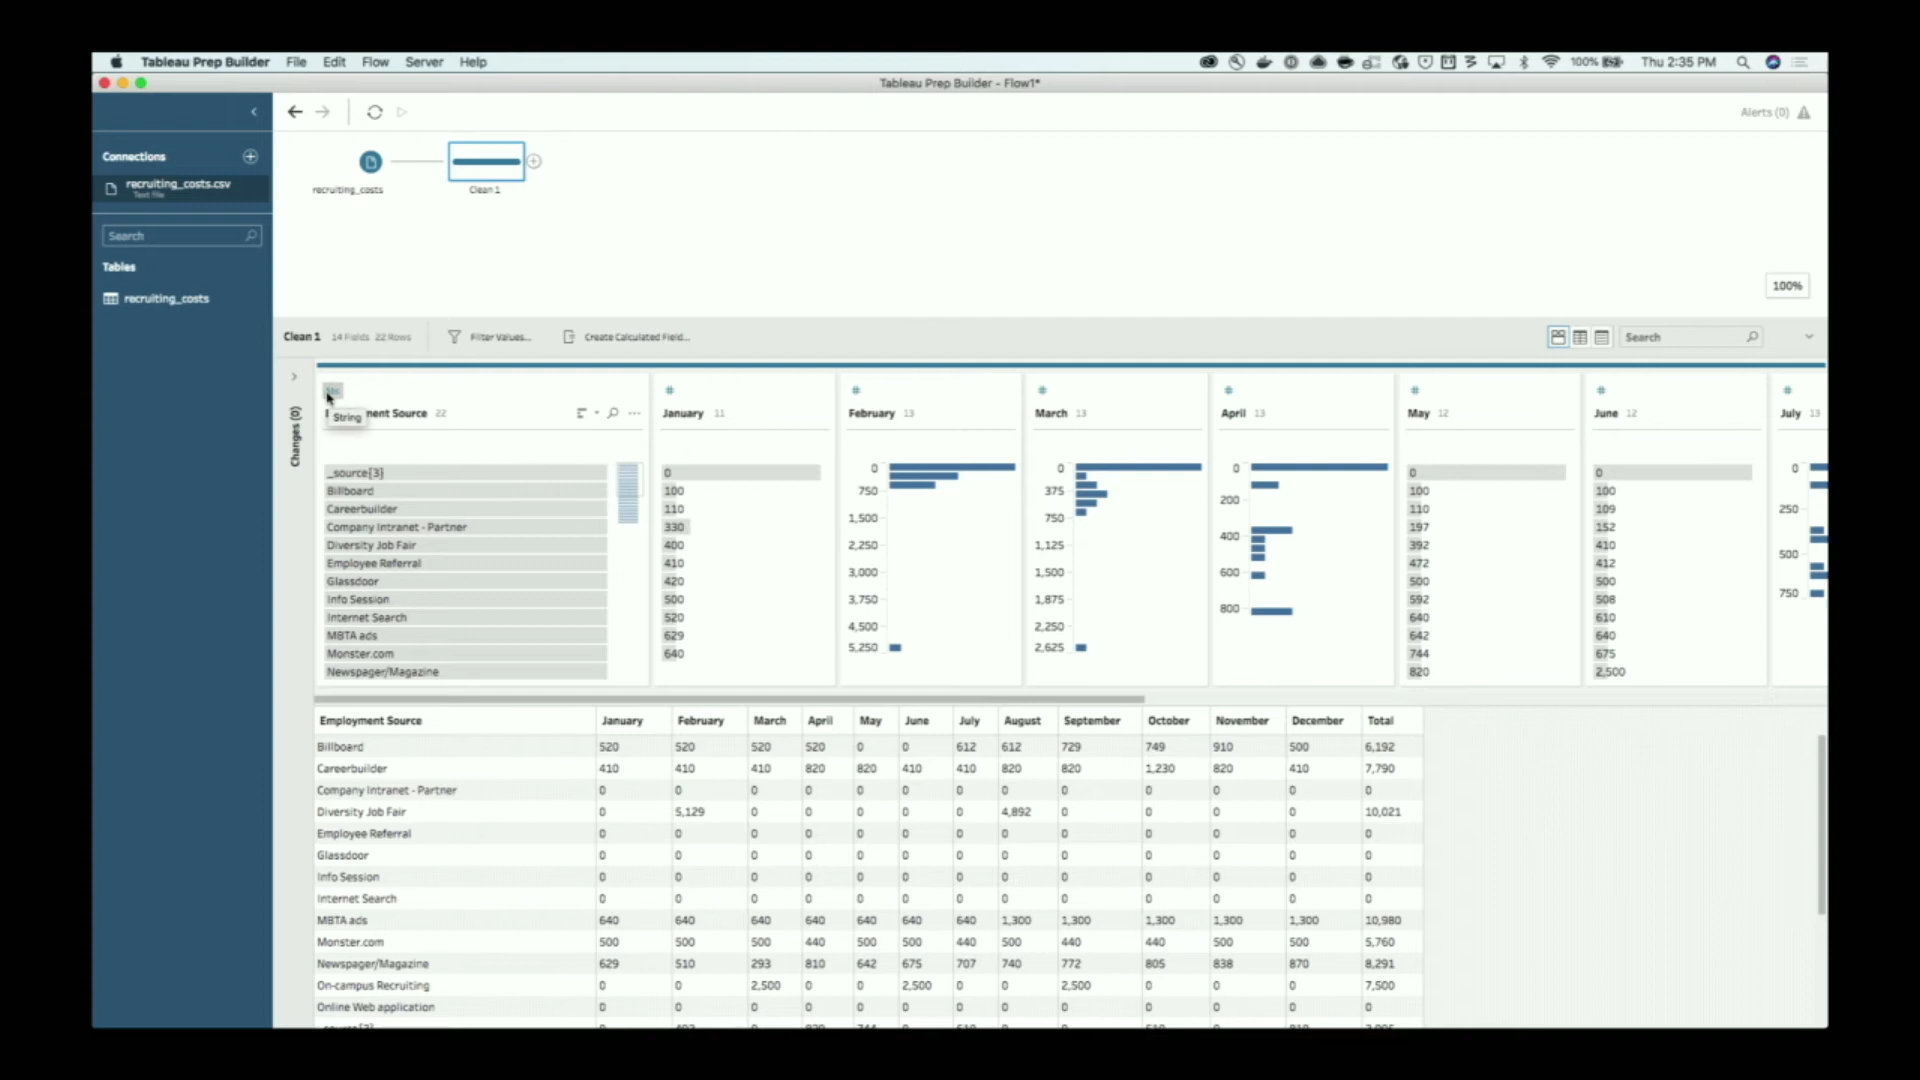 Tableau Prep Builder File Edit Flow Server Help 100% Thu 2:35 PM
Tableau Prep Builder - Flow1*
Alerts (0)
Connections
recruiting_costs.csv
Text file
recruiting_costs Clean 1
Search
Tables
recruiting_costs
100%
Clean 1 14 Fields 22 Rows Filter Values... Create Calculated Field... Search
Changes (0)
String
ment Source 22
_source[3]
Billboard
Careerbuilder
Company Intranet - Partner
Diversity Job Fair
Employee Referral
Glassdoor
Info Session
Internet Search
MBTA ads
Monster.com
Newspager/Magazine
#
January 11
0
100
110
330
400
410
420
500
520
629
640
#
February 13
0
750
1,500
2,250
3,000
3,750
4,500
5,250
#
March 13
0
375
750
1,125
1,500
1,875
2,250
2,625
#
April 13
0
200
400
600
800
#
May 12
0
100
110
197
392
472
500
592
640
642
744
820
#
June 12
0
100
109
152
410
412
500
508
610
640
675
2,500
#
July 13
0
250
500
750
Employment Source January February March April May June July August September October November December Total
Billboard 520 520 520 520 0 0 612 612 729 749 910 500 6,192
Careerbuilder 410 410 410 820 820 410 410 820 820 1,230 820 410 7,790
Company Intranet - Partner 0 0 0 0 0 0 0 0 0 0 0 0 0
Diversity Job Fair 0 5,129 0 0 0 0 0 4,892 0 0 0 0 10,021
Employee Referral 0 0 0 0 0 0 0 0 0 0 0 0 0
Glassdoor 0 0 0 0 0 0 0 0 0 0 0 0 0
Info Session 0 0 0 0 0 0 0 0 0 0 0 0 0
Internet Search 0 0 0 0 0 0 0 0 0 0 0 0 0
MBTA ads 640 640 640 640 640 640 640 1,300 1,300 1,300 1,300 1,300 10,980
Monster.com 500 500 500 440 500 500 440 500 440 440 500 500 5,760
Newspager/Magazine 629 510 293 810 642 675 707 740 772 805 838 870 8,291
On-campus Recruiting 0 0 2,500 0 0 2,500 0 0 2,500 0 0 0 7,500
Online Web application 0 0 0 0 0 0 0 0 0 0 0 0 0